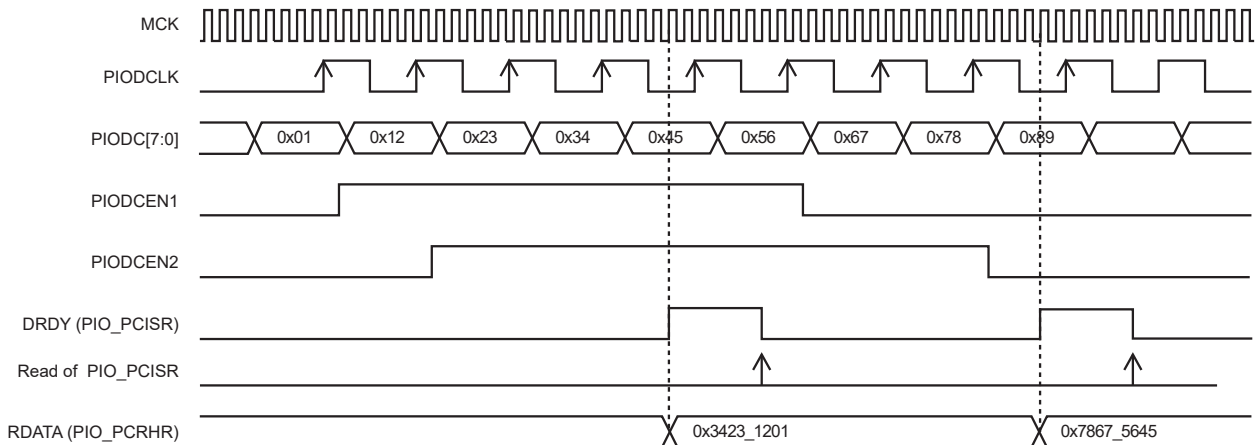 MCK
PIODCLK
PIODC[7:0] 0x01 0x12 0x23 0x34 0x45 0x56 0x67 0x78 0x89
PIODCEN1
PIODCEN2
DRDY (PIO_PCISR)
Read of PIO_PCISR
RDATA (PIO_PCRHR) 0x3423_1201 0x7867_5645